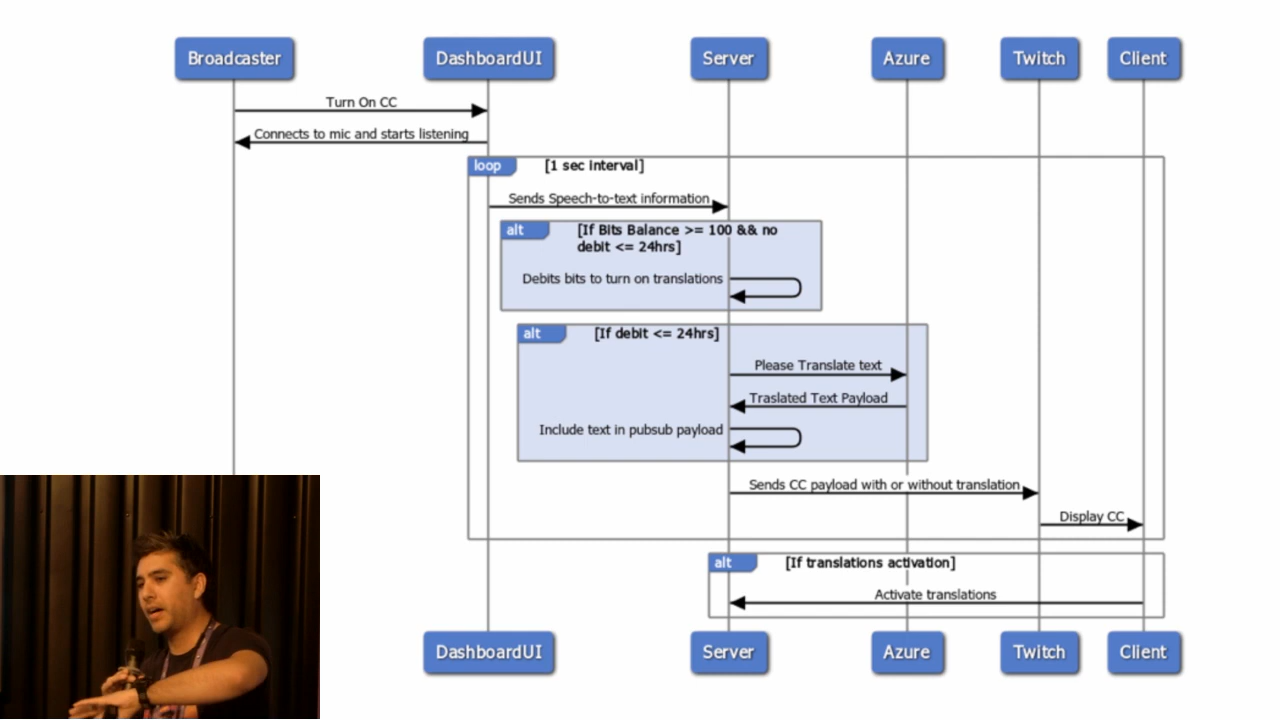 Broadcaster
DashboardUI
Server
Azure
Twitch
Client
Turn On CC
Connects to mic and starts listening
loop
[1 sec interval]
Sends Speech-to-text information
alt
[If Bits Balance >= 100 && no
debit <= 24hrs]
Debits bits to turn on translations
alt
[If debit <= 24hrs]
Please Translate text
Traslated Text Payload
Include text in pubsub payload
Sends CC payload with or without translation
Display CC
alt
[If translations activation]
Activate translations
DashboardUI
Server
Azure
Twitch
Client